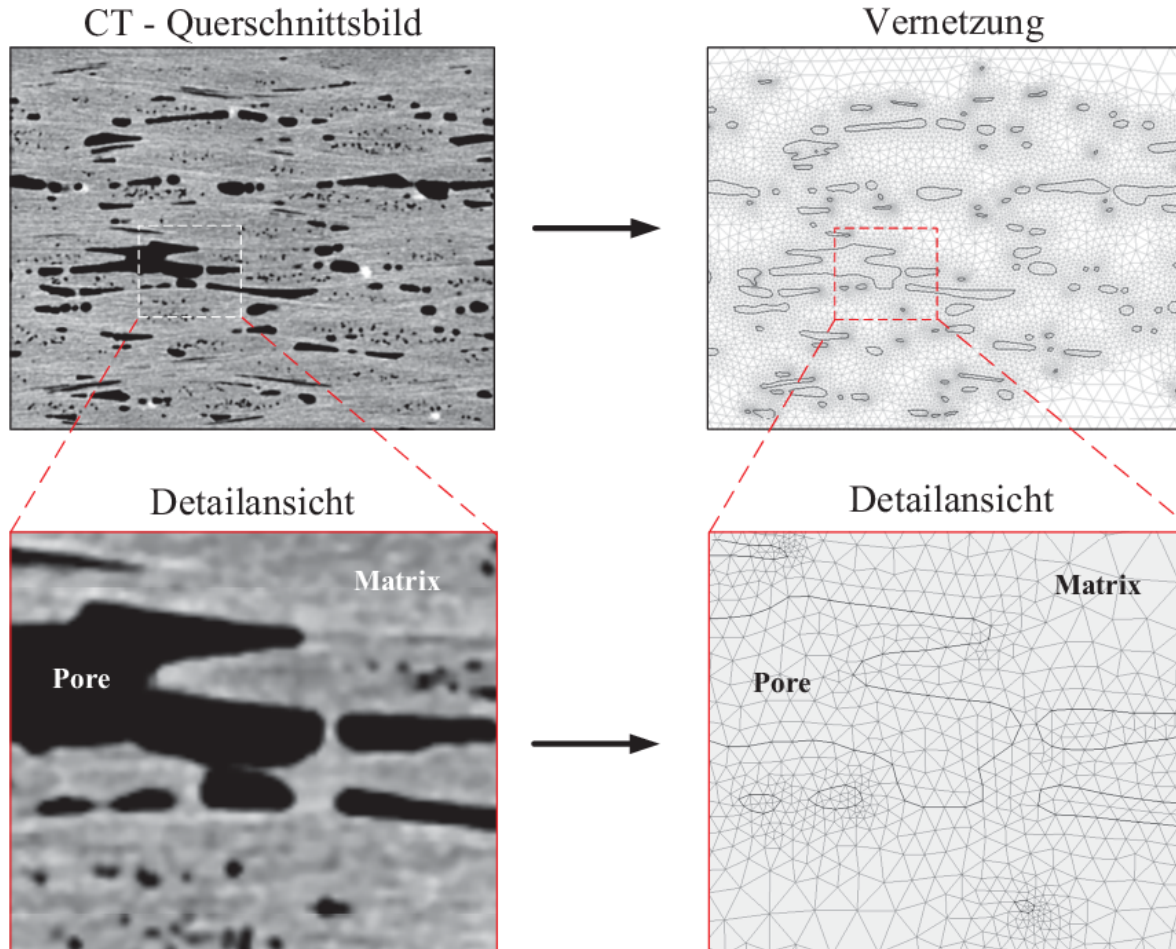 CT - Querschnittsbild
Vernetzung
Detailansicht
Detailansicht
Matrix
Matrix
Pore
Pore